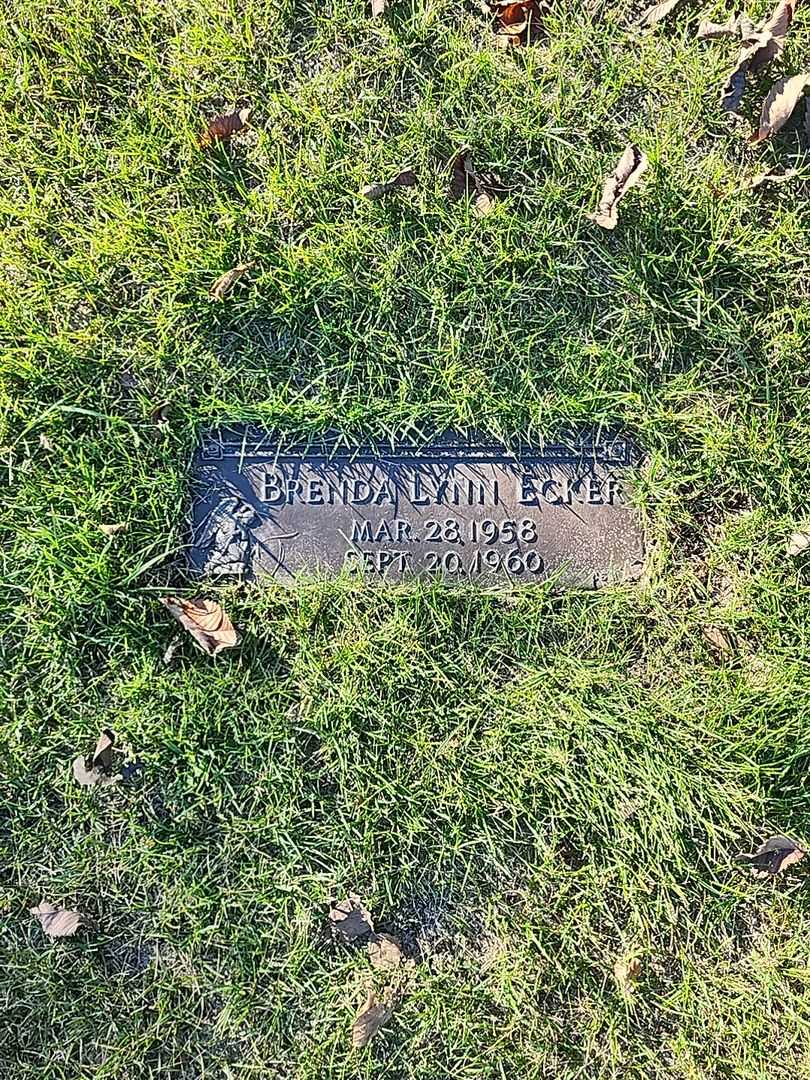 BRENDA LYNN ECKER
MAR. 28, 1958
SEPT. 20, 1960